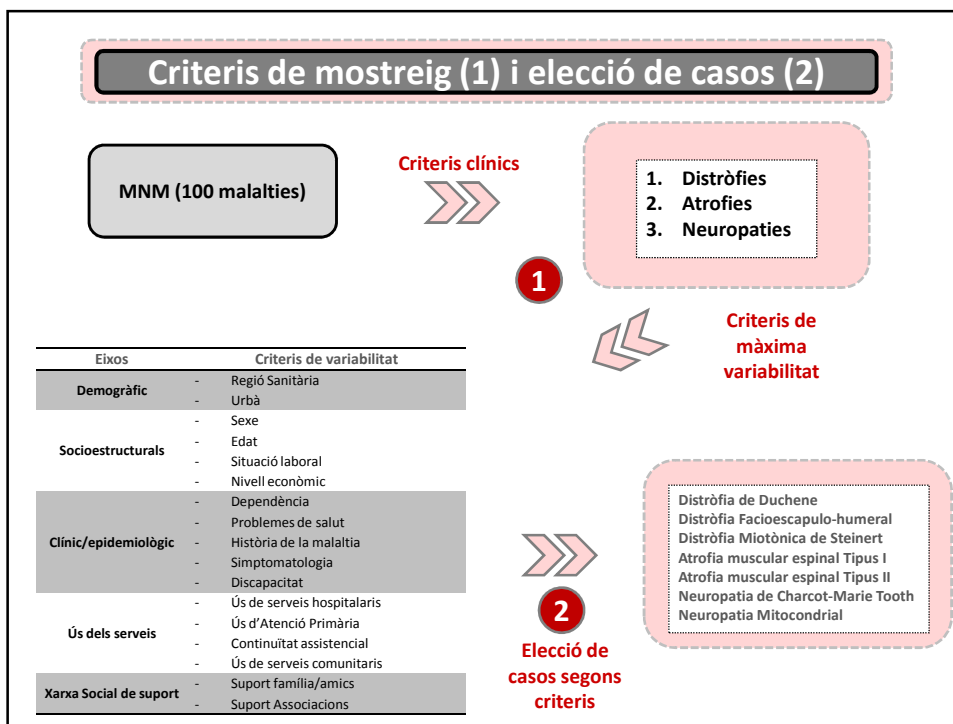 Criteris de mostreig (1) i elecció de casos (2)
MNM (100 malalties)
Criteris clínics
1. Distròfies
2. Atrofies
3. Neuropaties
1
Criteris de
màxima
variabilitat
Eixos Criteris de variabilitat
Demogràfic
- Regió Sanitària
- Urbà
Socioestructurals
- Sexe
- Edat
- Situació laboral
- Nivell econòmic
Clínic/epidemiològic
- Dependència
- Problemes de salut
- Història de la malaltia
- Simptomatologia
- Discapacitat
Ús dels serveis
- Ús de serveis hospitalaris
- Ús d'Atenció Primària
- Continuïtat assistencial
- Ús de serveis comunitaris
Xarxa Social de suport
- Suport família/amics
- Suport Associacions
2
Elecció de
casos segons
criteris
Distròfia de Duchene
Distròfia Facioescapulo-humeral
Distròfia Miotònica de Steinert
Atrofia muscular espinal Tipus I
Atrofia muscular espinal Tipus II
Neuropatia de Charcot-Marie Tooth
Neuropatia Mitocondrial